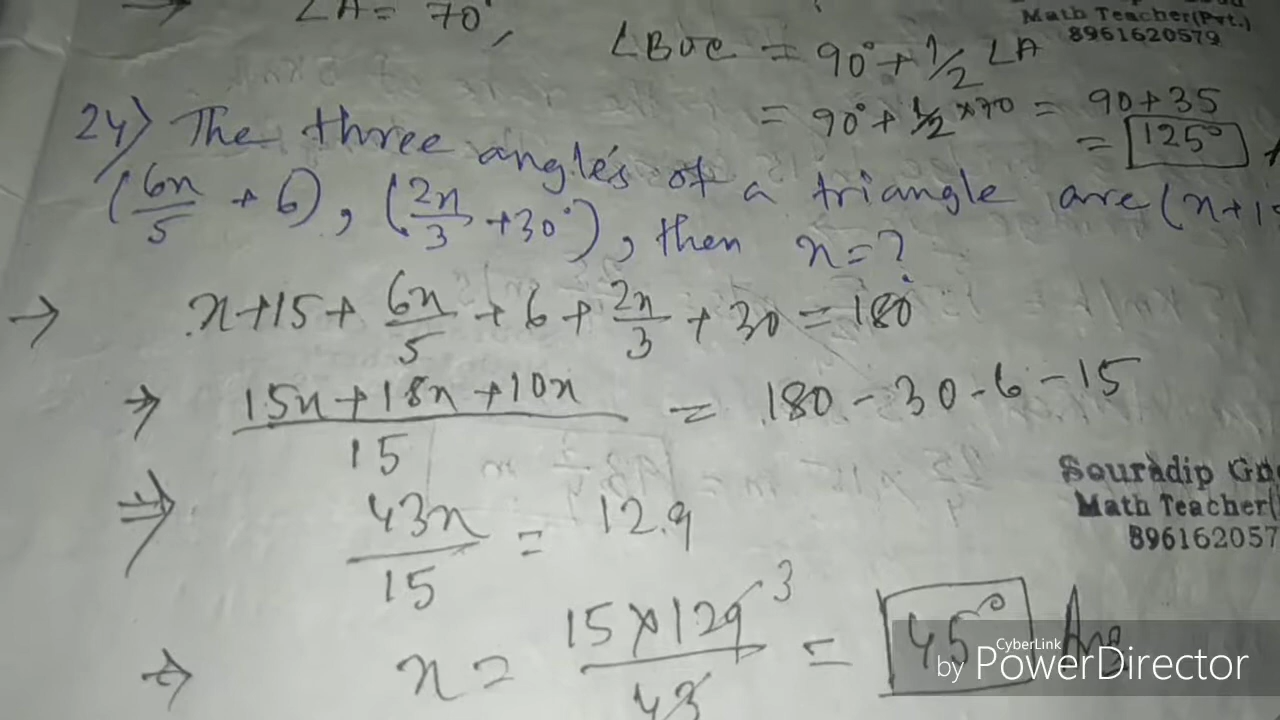 ∠A = 70°,
Math Teacher(Pvt.)
8961620579
∠BOC = 90° + 1/2 ∠A
= 90° + 1/2 × 70 = 90 + 35
= 125°
24) The three angles of a triangle are (x+1
(6x/5 + 6), (2x/3 + 30°), then x = ?
→ x + 15 + 6x/5 + 6 + 2x/3 + 30 = 180
⇒ (15x + 18x + 10x)/15 = 180 - 30 - 6 - 15
Souradip
Math Teacher(
896162057
⇒ 43x/15 = 129
⇒ x = (15 × 129)/43 3 = 45° Ans
CyberLink
by PowerDirector